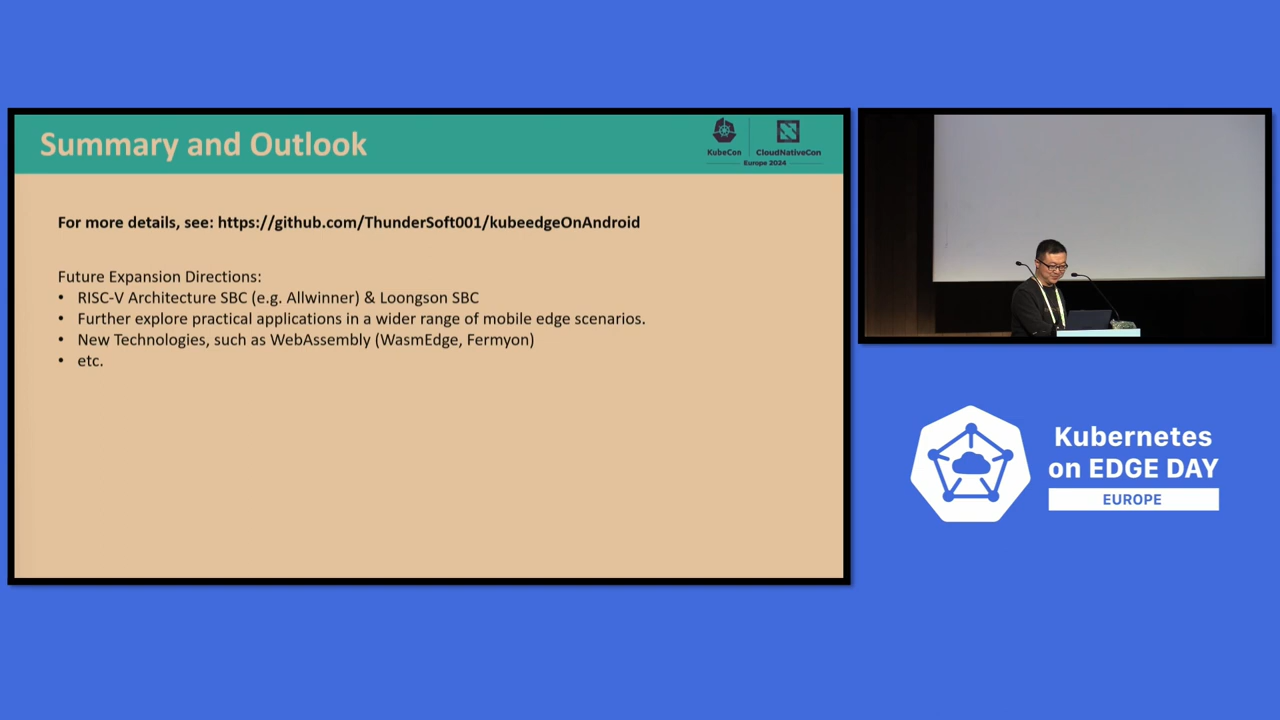 Summary and Outlook
KubeCon
CloudNativeCon
Europe 2024
For more details, see: https://github.com/ThunderSoft001/kubeedgeOnAndroid
Future Expansion Directions:
• RISC-V Architecture SBC (e.g. Allwinner) & Loongson SBC
• Further explore practical applications in a wider range of mobile edge scenarios.
• New Technologies, such as WebAssembly (WasmEdge, Fermyon)
• etc.
Kubernetes
on EDGE DAY
EUROPE